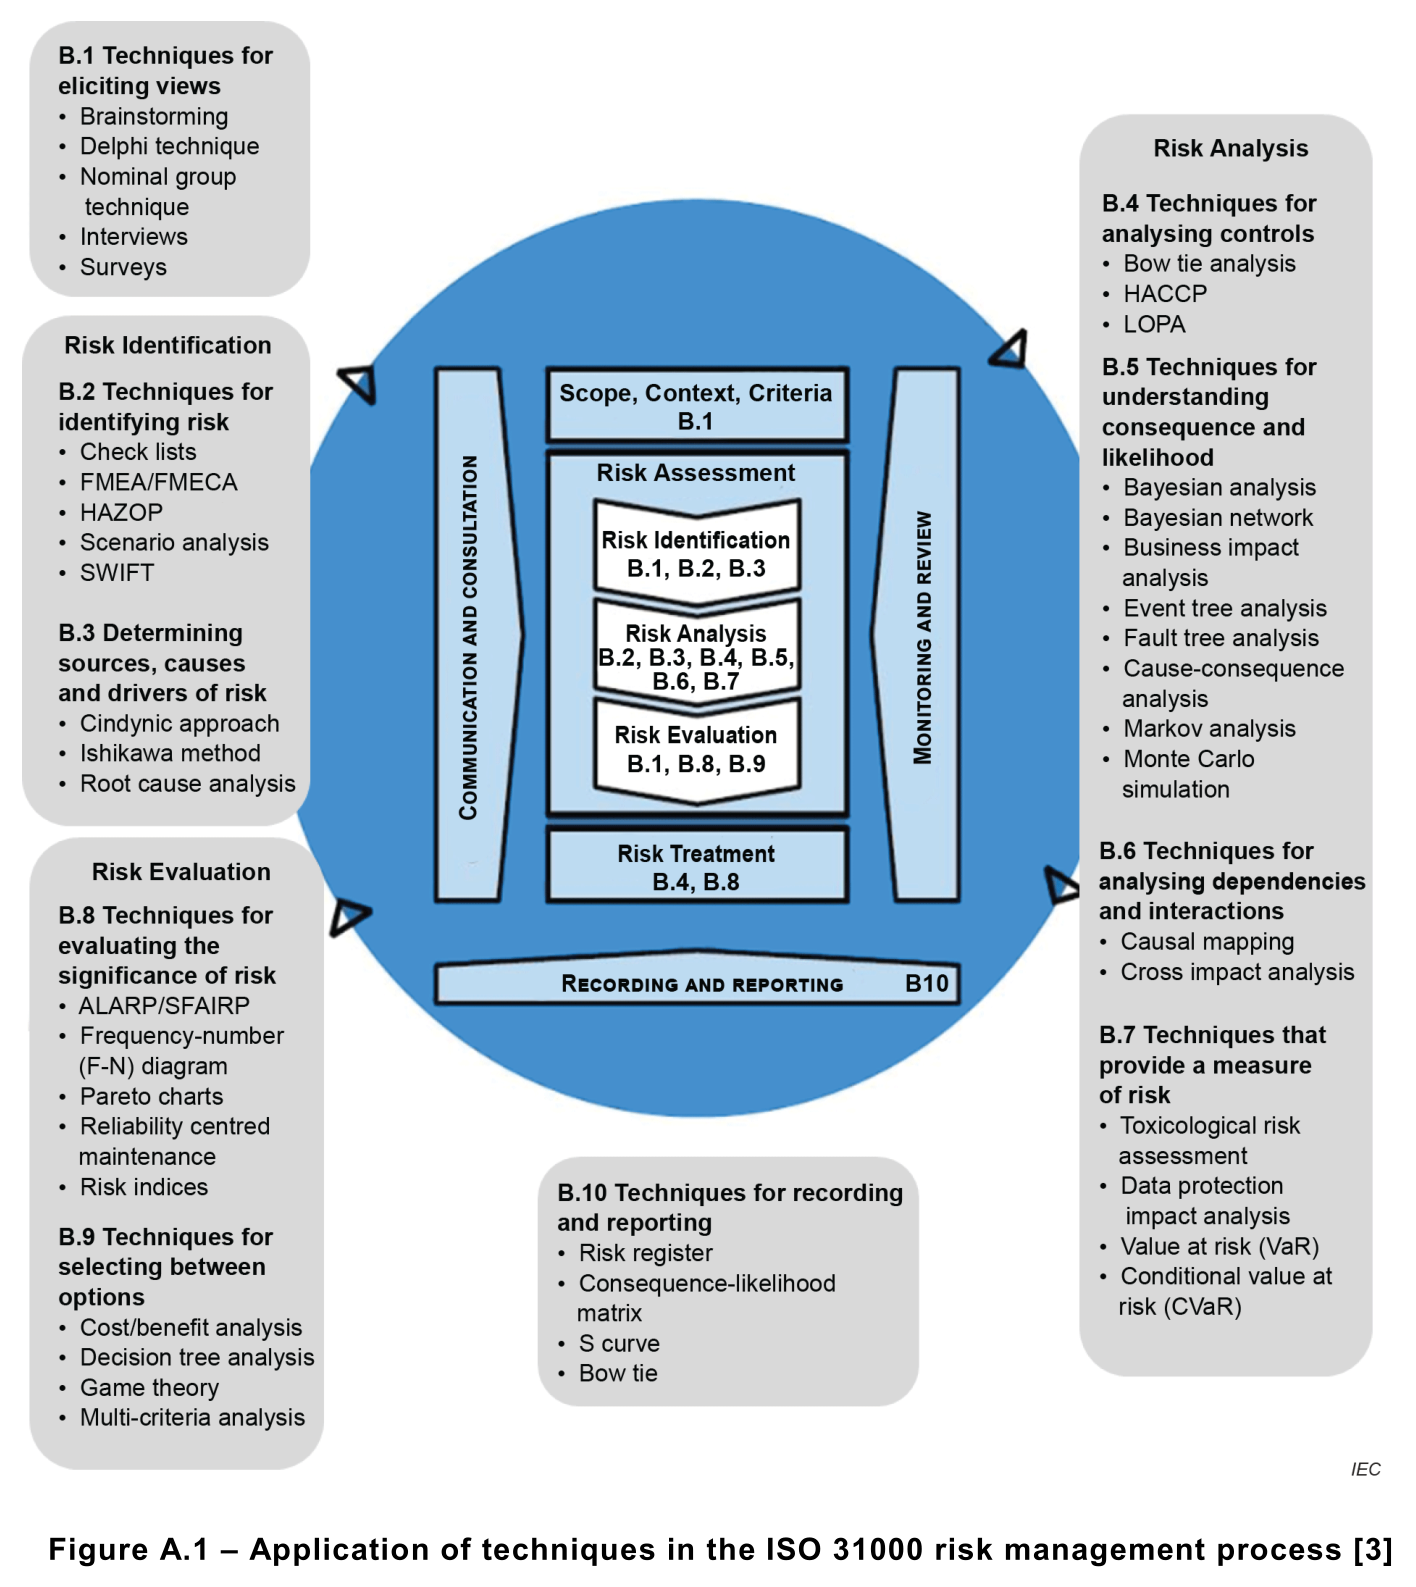 B.1 Techniques for
eliciting views
• Brainstorming
• Delphi technique
• Nominal group
technique
• Interviews
• Surveys
Risk Identification
B.2 Techniques for
identifying risk
• Check lists
• FMEA/FMECA
• HAZOP
• Scenario analysis
• SWIFT
B.3 Determining
sources, causes
and drivers of risk
• Cindynic approach
• Ishikawa method
• Root cause analysis
Risk Evaluation
B.8 Techniques for
evaluating the
significance of risk
• ALARP/SFAIRP
• Frequency-number
(F-N) diagram
• Pareto charts
• Reliability centred
maintenance
• Risk indices
B.9 Techniques for
selecting between
options
• Cost/benefit analysis
• Decision tree analysis
• Game theory
• Multi-criteria analysis
COMMUNICATION AND CONSULTATION
Scope, Context, Criteria
B.1
Risk Assessment
Risk Identification
B.1, B.2, B.3
Risk Analysis
B.2, B.3, B.4, B.5,
B.6, B.7
Risk Evaluation
B.1, B.8, B.9
Risk Treatment
B.4, B.8
MONITORING AND REVIEW
RECORDING AND REPORTING B10
B.10 Techniques for recording
and reporting
• Risk register
• Consequence-likelihood
matrix
• S curve
• Bow tie
Risk Analysis
B.4 Techniques for
analysing controls
• Bow tie analysis
• HACCP
• LOPA
B.5 Techniques for
understanding
consequence and
likelihood
• Bayesian analysis
• Bayesian network
• Business impact
analysis
• Event tree analysis
• Fault tree analysis
• Cause-consequence
analysis
• Markov analysis
• Monte Carlo
simulation
B.6 Techniques for
analysing dependencies
and interactions
• Causal mapping
• Cross impact analysis
B.7 Techniques that
provide a measure
of risk
• Toxicological risk
assessment
• Data protection
impact analysis
• Value at risk (VaR)
• Conditional value at
risk (CVaR)
IEC
Figure A.1 – Application of techniques in the ISO 31000 risk management process [3]